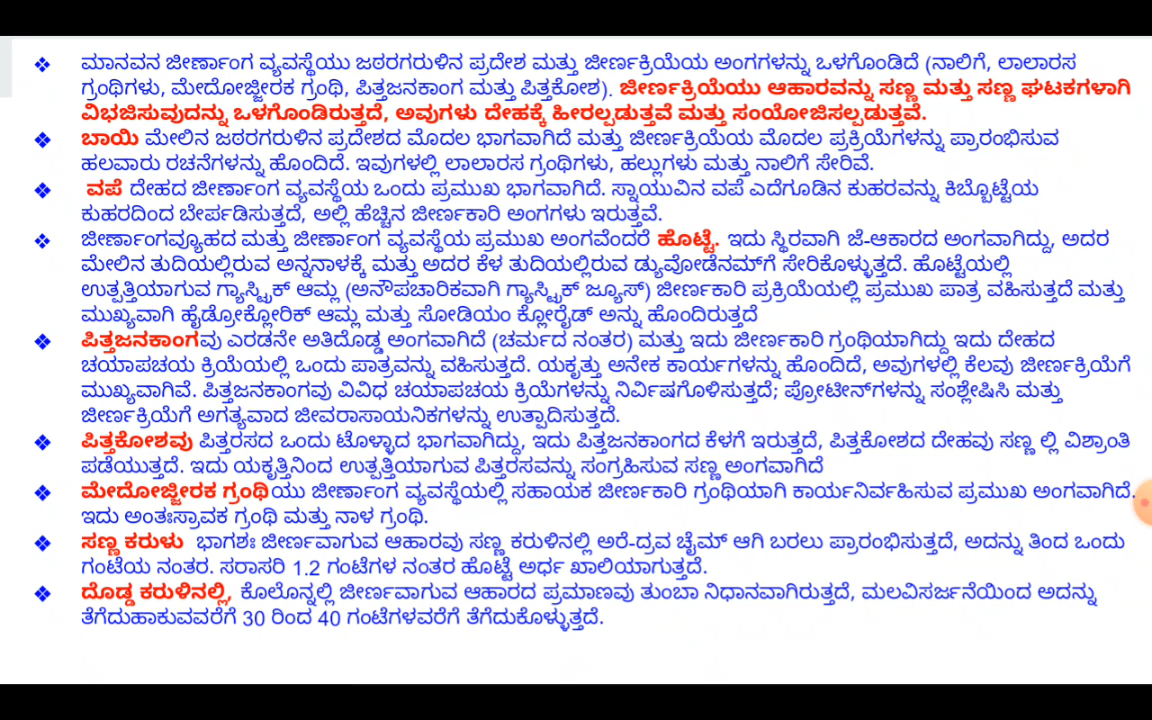 ❖ ಮಾನವನ ಜೀರ್ಣಾಂಗ ವ್ಯವಸ್ಥೆಯು ಜಠರಗರುಳಿನ ಪ್ರದೇಶ ಮತ್ತು ಜೀರ್ಣಕ್ರಿಯೆಯ ಅಂಗಗಳನ್ನು ಒಳಗೊಂಡಿದೆ (ನಾಲಿಗೆ, ಲಾಲಾರಸ
ಗ್ರಂಥಿಗಳು, ಮೇದೋಜ್ಜೀರಕ ಗ್ರಂಥಿ, ಪಿತ್ತಜನಕಾಂಗ ಮತ್ತು ಪಿತ್ತಕೋಶ). ಜೀರ್ಣಕ್ರಿಯೆಯು ಆಹಾರವನ್ನು ಸಣ್ಣ ಮತ್ತು ಸಣ್ಣ ಘಟಕಗಳಾಗಿ
ವಿಭಜಿಸುವುದನ್ನು ಒಳಗೊಂಡಿರುತ್ತದೆ, ಅವುಗಳು ದೇಹಕ್ಕೆ ಹೀರಲ್ಪಡುತ್ತವೆ ಮತ್ತು ಸಂಯೋಜಿಸಲ್ಪಡುತ್ತವೆ.
❖ ಬಾಯಿ ಮೇಲಿನ ಜಠರಗರುಳಿನ ಪ್ರದೇಶದ ಮೊದಲ ಭಾಗವಾಗಿದೆ ಮತ್ತು ಜೀರ್ಣಕ್ರಿಯೆಯ ಮೊದಲ ಪ್ರಕ್ರಿಯೆಗಳನ್ನು ಪ್ರಾರಂಭಿಸುವ
ಹಲವಾರು ರಚನೆಗಳನ್ನು ಹೊಂದಿದೆ. ಇವುಗಳಲ್ಲಿ ಲಾಲಾರಸ ಗ್ರಂಥಿಗಳು, ಹಲ್ಲುಗಳು ಮತ್ತು ನಾಲಿಗೆ ಸೇರಿವೆ.
❖ ವಪೆ ದೇಹದ ಜೀರ್ಣಾಂಗ ವ್ಯವಸ್ಥೆಯ ಒಂದು ಪ್ರಮುಖ ಭಾಗವಾಗಿದೆ. ಸ್ನಾಯುವಿನ ವಪೆ ಎದೆಗೂಡಿನ ಕುಹರವನ್ನು ಕಿಬ್ಬೊಟ್ಟೆಯ
ಕುಹರದಿಂದ ಬೇರ್ಪಡಿಸುತ್ತದೆ, ಅಲ್ಲಿ ಹೆಚ್ಚಿನ ಜೀರ್ಣಕಾರಿ ಅಂಗಗಳು ಇರುತ್ತವೆ.
❖ ಜೀರ್ಣಾಂಗವ್ಯೂಹದ ಮತ್ತು ಜೀರ್ಣಾಂಗ ವ್ಯವಸ್ಥೆಯ ಪ್ರಮುಖ ಅಂಗವೆಂದರೆ ಹೊಟ್ಟೆ. ಇದು ಸ್ಥಿರವಾಗಿ ಜೆ-ಆಕಾರದ ಅಂಗವಾಗಿದ್ದು, ಅದರ
ಮೇಲಿನ ತುದಿಯಲ್ಲಿರುವ ಅನ್ನನಾಳಕ್ಕೆ ಮತ್ತು ಅದರ ಕೆಳ ತುದಿಯಲ್ಲಿರುವ ಡ್ಯುವೋಡೆನಮ್‌ಗೆ ಸೇರಿಕೊಳ್ಳುತ್ತದೆ. ಹೊಟ್ಟೆಯಲ್ಲಿ
ಉತ್ಪತ್ತಿಯಾಗುವ ಗ್ಯಾಸ್ಟ್ರಿಕ್ ಆಮ್ಲ (ಅನೌಪಚಾರಿಕವಾಗಿ ಗ್ಯಾಸ್ಟ್ರಿಕ್ ಜ್ಯೂಸ್) ಜೀರ್ಣಕಾರಿ ಪ್ರಕ್ರಿಯೆಯಲ್ಲಿ ಪ್ರಮುಖ ಪಾತ್ರ ವಹಿಸುತ್ತದೆ ಮತ್ತು
ಮುಖ್ಯವಾಗಿ ಹೈಡ್ರೋಕ್ಲೋರಿಕ್ ಆಮ್ಲ ಮತ್ತು ಸೋಡಿಯಂ ಕ್ಲೋರೈಡ್ ಅನ್ನು ಹೊಂದಿರುತ್ತದೆ
❖ ಪಿತ್ತಜನಕಾಂಗವು ಎರಡನೇ ಅತಿದೊಡ್ಡ ಅಂಗವಾಗಿದೆ (ಚರ್ಮದ ನಂತರ) ಮತ್ತು ಇದು ಜೀರ್ಣಕಾರಿ ಗ್ರಂಥಿಯಾಗಿದ್ದು ಇದು ದೇಹದ
ಚಯಾಪಚಯ ಕ್ರಿಯೆಯಲ್ಲಿ ಒಂದು ಪಾತ್ರವನ್ನು ವಹಿಸುತ್ತದೆ. ಯಕೃತ್ತು ಅನೇಕ ಕಾರ್ಯಗಳನ್ನು ಹೊಂದಿದೆ, ಅವುಗಳಲ್ಲಿ ಕೆಲವು ಜೀರ್ಣಕ್ರಿಯೆಗೆ
ಮುಖ್ಯವಾಗಿವೆ. ಪಿತ್ತಜನಕಾಂಗವು ವಿವಿಧ ಚಯಾಪಚಯ ಕ್ರಿಯೆಗಳನ್ನು ನಿರ್ವಿಷಗೊಳಿಸುತ್ತದೆ; ಪ್ರೋಟೀನ್‌ಗಳನ್ನು ಸಂಶ್ಲೇಷಿಸಿ ಮತ್ತು
ಜೀರ್ಣಕ್ರಿಯೆಗೆ ಅಗತ್ಯವಾದ ಜೀವರಾಸಾಯನಿಕಗಳನ್ನು ಉತ್ಪಾದಿಸುತ್ತದೆ.
❖ ಪಿತ್ತಕೋಶವು ಪಿತ್ತರಸದ ಒಂದು ಟೊಳ್ಳಾದ ಭಾಗವಾಗಿದ್ದು, ಇದು ಪಿತ್ತಜನಕಾಂಗದ ಕೆಳಗೆ ಇರುತ್ತದೆ, ಪಿತ್ತಕೋಶದ ದೇಹವು ಸಣ್ಣ ಲ್ಲಿ ವಿಶ್ರಾಂತಿ
ಪಡೆಯುತ್ತದೆ. ಇದು ಯಕೃತ್ತಿನಿಂದ ಉತ್ಪತ್ತಿಯಾಗುವ ಪಿತ್ತರಸವನ್ನು ಸಂಗ್ರಹಿಸುವ ಸಣ್ಣ ಅಂಗವಾಗಿದೆ
❖ ಮೇದೋಜ್ಜೀರಕ ಗ್ರಂಥಿಯು ಜೀರ್ಣಾಂಗ ವ್ಯವಸ್ಥೆಯಲ್ಲಿ ಸಹಾಯಕ ಜೀರ್ಣಕಾರಿ ಗ್ರಂಥಿಯಾಗಿ ಕಾರ್ಯನಿರ್ವಹಿಸುವ ಪ್ರಮುಖ ಅಂಗವಾಗಿದೆ.
ಇದು ಅಂತಃಸ್ರಾವಕ ಗ್ರಂಥಿ ಮತ್ತು ನಾಳ ಗ್ರಂಥಿ.
❖ ಸಣ್ಣ ಕರುಳು ಭಾಗಶಃ ಜೀರ್ಣವಾಗುವ ಆಹಾರವು ಸಣ್ಣ ಕರುಳಿನಲ್ಲಿ ಅರೆ-ದ್ರವ ಚೈಮ್ ಆಗಿ ಬರಲು ಪ್ರಾರಂಭಿಸುತ್ತದೆ, ಅದನ್ನು ತಿಂದ ಒಂದು
ಗಂಟೆಯ ನಂತರ. ಸರಾಸರಿ 1.2 ಗಂಟೆಗಳ ನಂತರ ಹೊಟ್ಟೆ ಅರ್ಧ ಖಾಲಿಯಾಗುತ್ತದೆ.
❖ ದೊಡ್ಡ ಕರುಳಿನಲ್ಲಿ, ಕೊಲೊನ್ನಲ್ಲಿ ಜೀರ್ಣವಾಗುವ ಆಹಾರದ ಪ್ರಮಾಣವು ತುಂಬಾ ನಿಧಾನವಾಗಿರುತ್ತದೆ, ಮಲವಿಸರ್ಜನೆಯಿಂದ ಅದನ್ನು
ತೆಗೆದುಹಾಕುವವರೆಗೆ 30 ರಿಂದ 40 ಗಂಟೆಗಳವರೆಗೆ ತೆಗೆದುಕೊಳ್ಳುತ್ತದೆ.